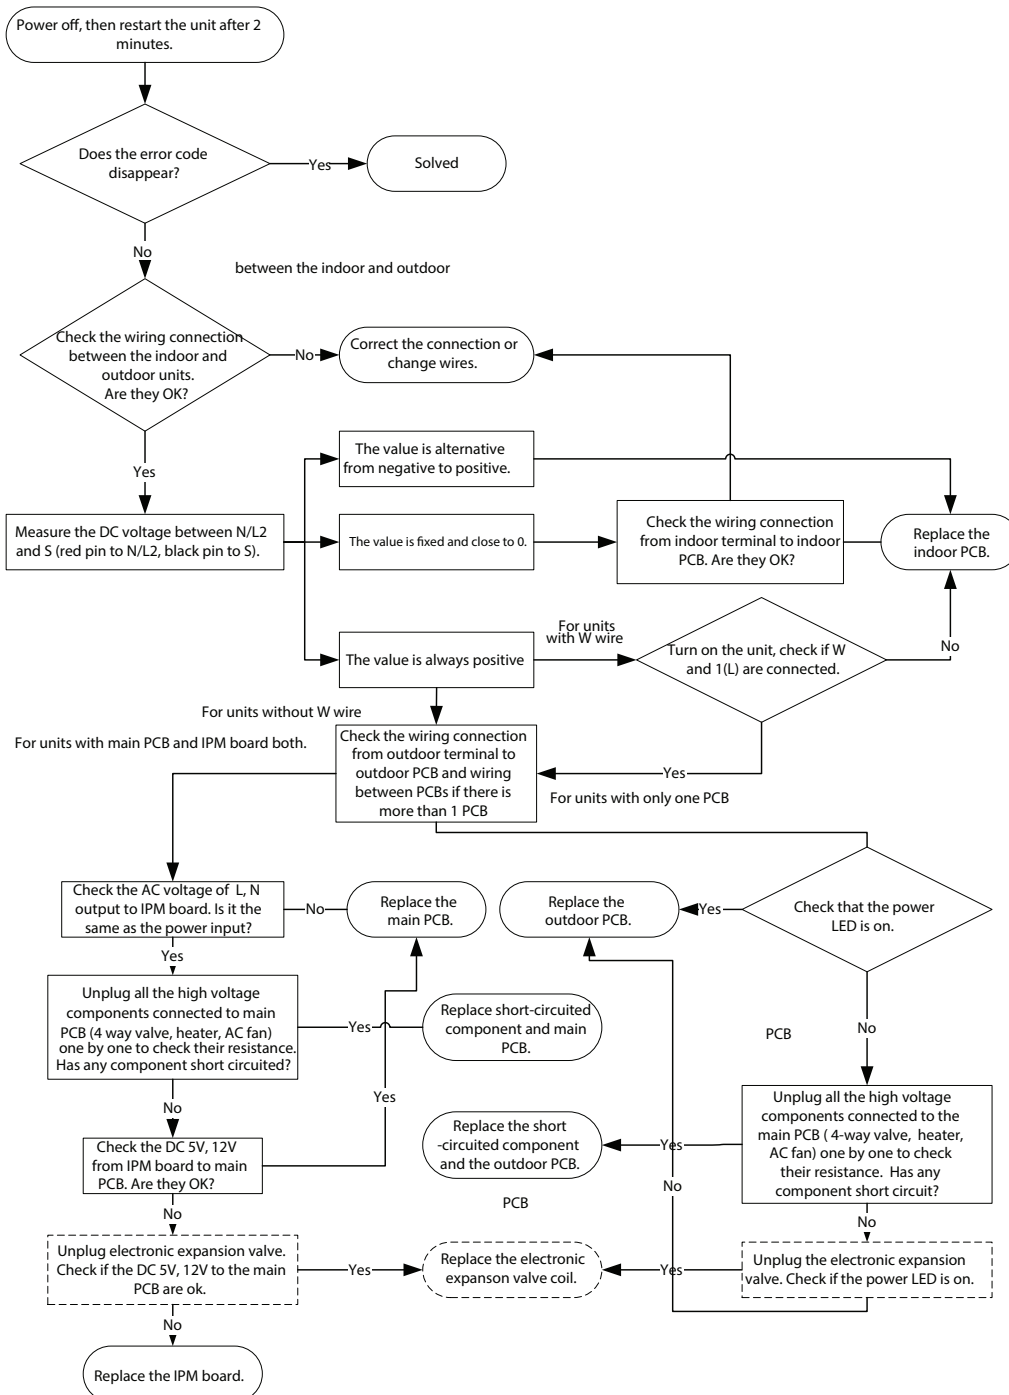 Power off, then restart the unit after 2
minutes.
Does the error code
disappear?
Yes
Solved
No
between the indoor and outdoor
Check the wiring connection
between the indoor and
outdoor units.
Are they OK?
No
Correct the connection or
change wires.
Yes
The value is alternative
from negative to positive.
Measure the DC voltage between N/L2
and S (red pin to N/L2, black pin to S).
The value is fixed and close to 0.
Check the wiring connection
from indoor terminal to indoor
PCB. Are they OK?
Replace the
indoor PCB.
The value is always positive
For units
with W wire
Turn on the unit, check if W
and 1(L) are connected.
No
For units without W wire
For units with main PCB and IPM board both.
Check the wiring connection
from outdoor terminal to
outdoor PCB and wiring
between PCBs if there is
more than 1 PCB
Yes
For units with only one PCB
Check the AC voltage of L, N
output to IPM board. Is it the
same as the power input?
No
Replace the
main PCB.
Replace the
outdoor PCB.
Yes
Check that the power
LED is on.
Yes
Unplug all the high voltage
components connected to main
PCB (4 way valve, heater, AC fan)
one by one to check their resistance.
Has any component short circuited?
Yes
Replace short-circuited
component and main
PCB.
No
PCB
No
Yes
Check the DC 5V, 12V
from IPM board to main
PCB. Are they OK?
Replace the short
-circuited component
and the outdoor PCB.
Yes
Unplug all the high voltage
components connected to the
main PCB ( 4-way valve, heater,
AC fan) one by one to check
their resistance. Has any
component short circuit?
No
No
PCB
No
Unplug electronic expansion valve.
Check if the DC 5V, 12V to the main
PCB are ok.
Yes
Replace the electronic
expanson valve coil.
Yes
Unplug the electronic expansion
valve. Check if the power LED is on.
No
Replace the IPM board.